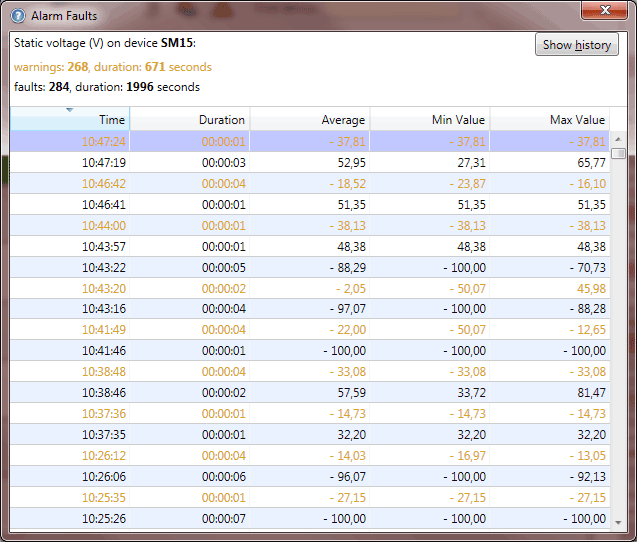 Alarm Faults
Static voltage (V) on device SM15:
Show history
warnings: 268, duration: 671 seconds
faults: 284, duration: 1996 seconds
Time Duration Average Min Value Max Value
10:47:24 00:00:01 - 37,81 - 37,81 - 37,81
10:47:19 00:00:03 52,95 27,31 65,77
10:46:42 00:00:04 - 18,52 - 23,87 - 16,10
10:46:41 00:00:01 51,35 51,35 51,35
10:44:00 00:00:01 - 38,13 - 38,13 - 38,13
10:43:57 00:00:01 48,38 48,38 48,38
10:43:22 00:00:05 - 88,29 - 100,00 - 70,73
10:43:20 00:00:02 - 2,05 - 50,07 45,98
10:43:16 00:00:04 - 97,07 - 100,00 - 88,28
10:41:49 00:00:04 - 22,00 - 50,07 - 12,65
10:41:46 00:00:01 - 100,00 - 100,00 - 100,00
10:38:48 00:00:04 - 33,08 - 33,08 - 33,08
10:38:46 00:00:02 57,59 33,72 81,47
10:37:36 00:00:01 - 14,73 - 14,73 - 14,73
10:37:35 00:00:01 32,20 32,20 32,20
10:26:12 00:00:04 - 14,03 - 16,97 - 13,05
10:26:06 00:00:06 - 96,07 - 100,00 - 92,13
10:25:35 00:00:01 - 27,15 - 27,15 - 27,15
10:25:26 00:00:07 - 100,00 - 100,00 - 100,00